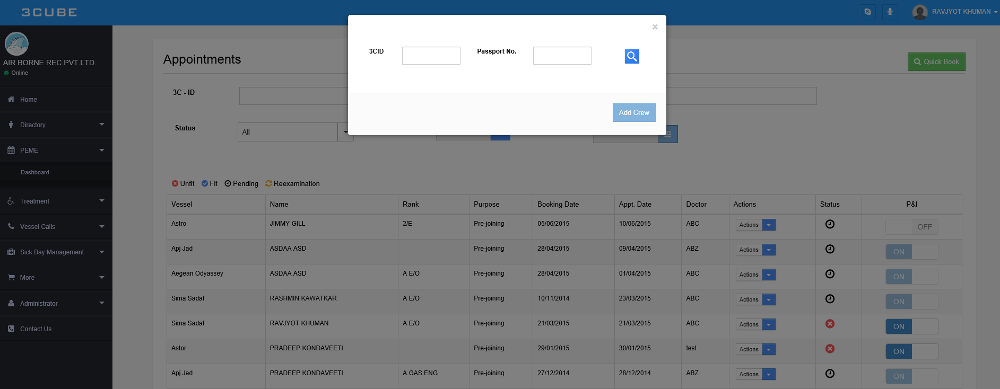 3CUBE
RAVJYOT KHUMAN
×
3CID
Passport No.
Add Crew
AIR BORNE REC.PVT.LTD.
Online
Home
Directory
PEME
Dashboard
Treatment
Vessel Calls
Sick Bay Management
More
Administrator
Contact Us
Appointments
Quick Book
3C - ID
Status
All
Unfit Fit Pending Reexamination
Vessel Name Rank Purpose Booking Date Appt. Date Doctor Actions Status P&I
Astro JIMMY GILL 2/E Pre-joining 05/06/2015 10/06/2015 ABC Actions OFF
Apj Jad ASDAA ASD Pre-joining 28/04/2015 09/04/2015 ABZ Actions ON
Aegean Odyassey ASDAA ASD A E/O Pre-joining 28/04/2015 01/04/2015 ABC Actions ON
Sima Sadaf RASHMIN KAWATKAR A E/O Pre-joining 10/11/2014 23/03/2015 ABC Actions ON
Sima Sadaf RAVJYOT KHUMAN A E/O Pre-joining 21/03/2015 21/03/2015 ABC Actions ON
Astor PRADEEP KONDAVEETI Pre-joining 29/01/2015 30/01/2015 test Actions ON
Apj Jad PRADEEP KONDAVEETI A.GAS ENG Pre-joining 27/12/2014 28/12/2014 ABZ Actions ON